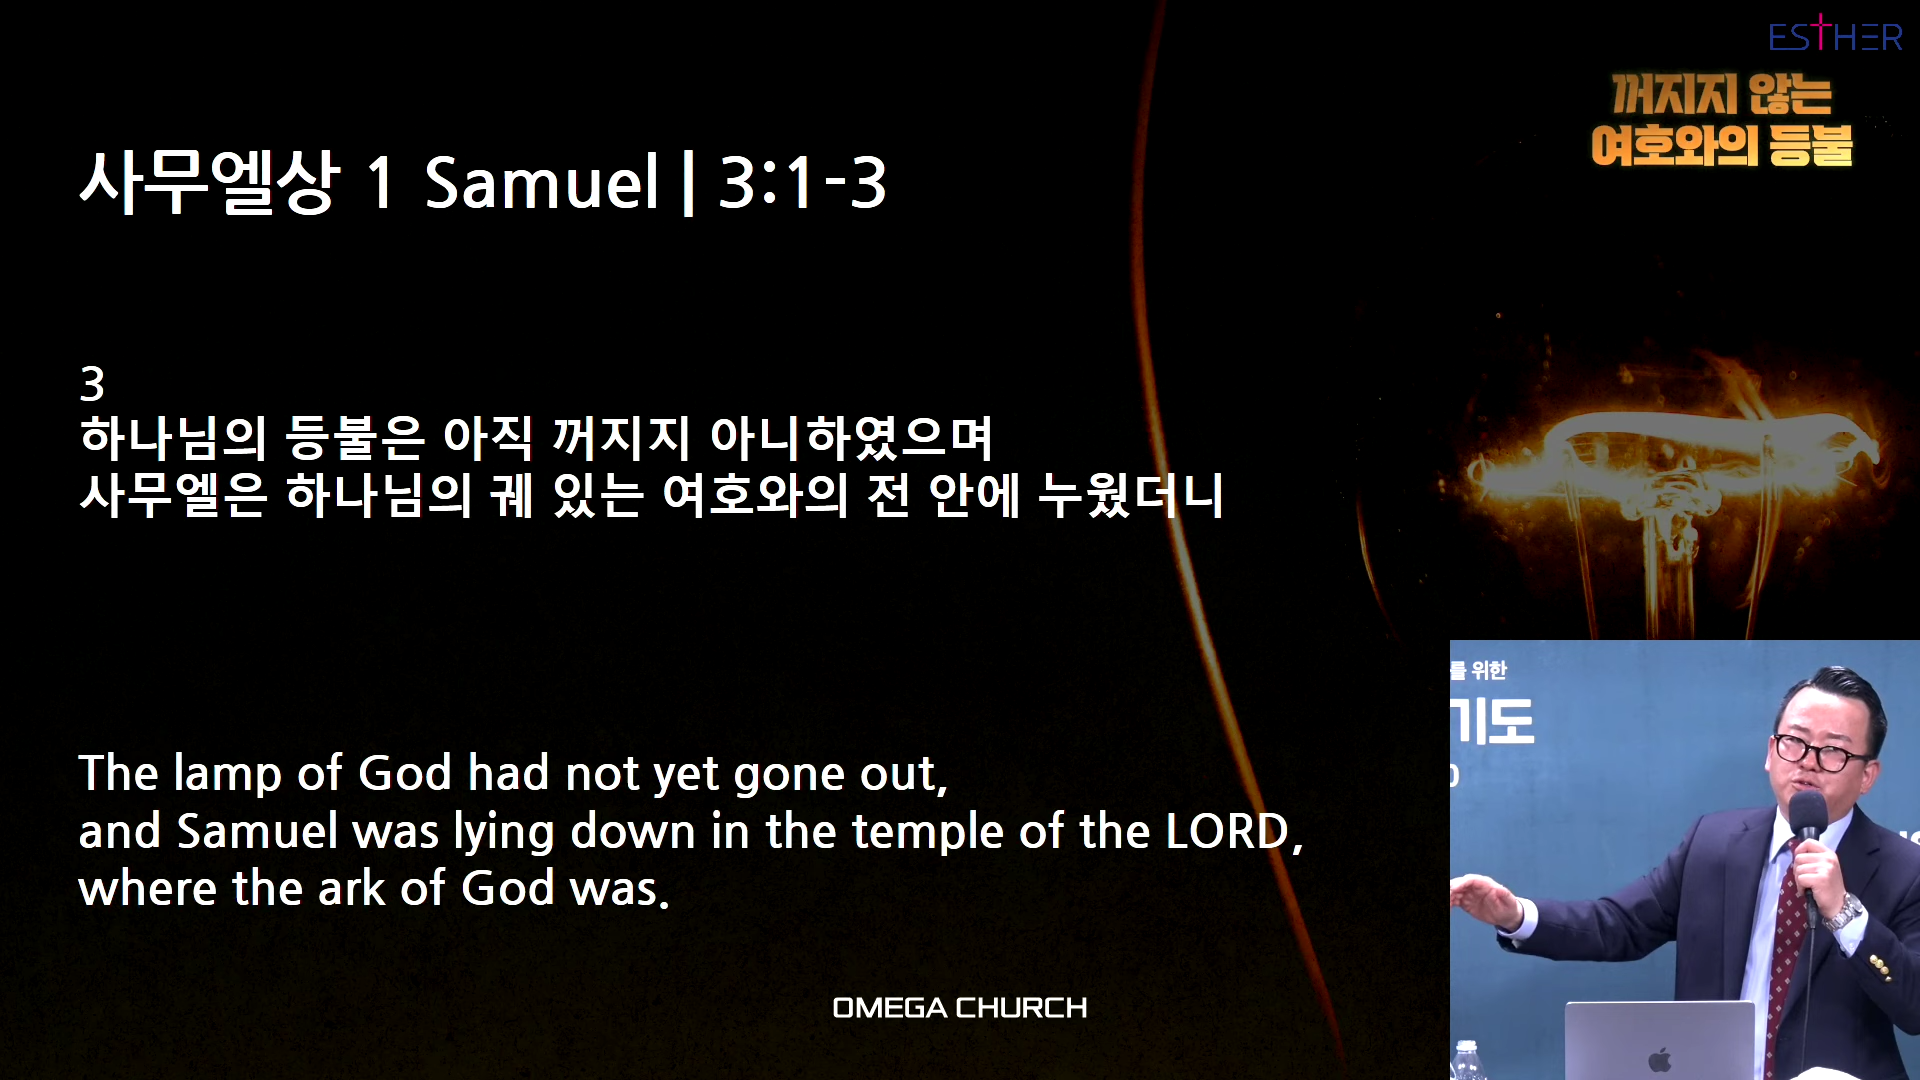 ESTHER
꺼지지 않는
여호와의 등불
사무엘상 1 Samuel | 3:1-3
3
하나님의 등불은 아직 꺼지지 아니하였으며
사무엘은 하나님의 궤 있는 여호와의 전 안에 누웠더니
The lamp of God had not yet gone out,
and Samuel was lying down in the temple of the LORD,
where the ark of God was.
OMEGA CHURCH
를 위한
기도